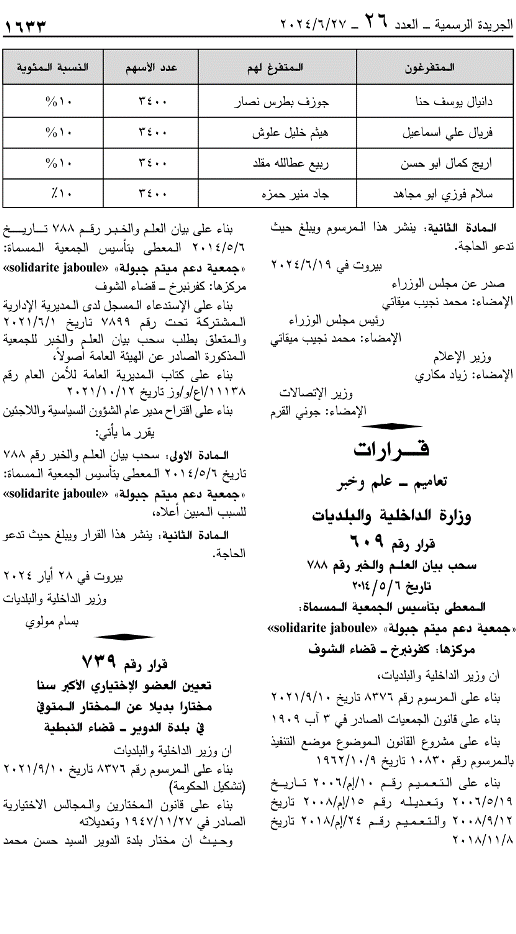 الجريدة الرسمية ــ العدد ٢٦ ــ ٢٠٢٤/٦/٢٧
١٦٣٣
المتفرغون المتفرغ لهم عدد الأسهم النسبة المئوية
دانيال يوسف حنا جوزف بطرس نصار ٣٤٠٠ ١٠%
فريال علي اسماعيل هيثم خليل علوش ٣٤٠٠ ١٠%
اريج كمال ابو حسن ربيع عطالله مقلد ٣٤٠٠ ١٠%
سلام فوزي ابو مجاهد جاد منير حمزه ٣٤٠٠ ١٠٪
المادة الثانية: ينشر هذا المرسوم ويبلغ حيث
تدعو الحاجة.
بيروت في ٢٠٢٤/٦/١٩
صدر عن مجلس الوزراء
الإمضاء: محمد نجيب ميقاتي
رئيس مجلس الوزراء
الإمضاء: محمد نجيب ميقاتي
وزير الإعلام
الإمضاء: زياد مكاري
وزير الإتصالات
الإمضاء: جوني القرم
قــرارات
تعاميم ــ علم وخبر
وزارة الداخلية والبلديات
قرار رقم ٦٠٩
سحب بيان العلم والخبر رقم ٧٨٨
تاريخ ٢٠١٤/٥/٦
المعطى بتأسيس الجمعية المسماة:
«جمعية دعم ميتم جبولة» «solidarite jaboule»
مركزها: كفرنبرخ ــ قضاء الشوف
ان وزير الداخلية والبلديات،
بناء على المرسوم رقم ٨٣٧٦ تاريخ ٢٠٢١/٩/١٠
بناء على قانون الجمعيات الصادر في ٣ آب ١٩٠٩
بناء على مشروع القانون الموضوع موضع التنفيذ
بالمرسوم رقم ١٠٨٣٠ تاريخ ١٩٦٢/١٠/٩
بناء على التعميم رقم ١٠/إم/٢٠٠٦ تاريخ
٢٠٠٦/٥/١٩ وتعديله رقم ١٥/إم/٢٠٠٨ تاريخ
٢٠٠٨/٩/١٢ والتعميم رقم ٢٤/إم/٢٠١٨ تاريخ
٢٠١٨/١١/٨
بناء على بيان العلم والخبر رقم ٧٨٨ تاريخ
٢٠١٤/٥/٦ المعطى بتأسيس الجمعية المسماة:
«جمعية دعم ميتم جبولة» «solidarite jaboule»
مركزها: كفرنبرخ ــ قضاء الشوف
بناء على الإستدعاء المسجل لدى المديرية الإدارية
المشتركة تحت رقم ٧٨٩٩ تاريخ ٢٠٢١/٦/١
والمتعلق بطلب سحب بيان العلم والخبر للجمعية
المذكورة الصادر عن الهيئة العامة أصولاً،
بناء على كتاب المديرية العامة للأمن العام رقم
١١١٣٨/اع/و/وز تاريخ ٢٠٢١/١٠/١٢
بناء على اقتراح مدير عام الشؤون السياسية واللاجئين
يقرر ما يأتي:
المادة الاولى: سحب بيان العلم والخبر رقم ٧٨٨
تاريخ ٢٠١٤/٥/٦ المعطى بتأسيس الجمعية المسماة:
«جمعية دعم ميتم جبولة» «solidarite jaboule»
للسبب المبين أعلاه،
المادة الثانية: ينشر هذا القرار ويبلغ حيث تدعو
الحاجة.
بيروت في ٢٨ أيار ٢٠٢٤
وزير الداخلية والبلديات
بسام مولوي
قرار رقم ٧٣٩
تعيين العضو الإختياري الأكبر سنا
مختارا بديلا عن المختار المتوفي
في بلدة الدوير ــ قضاء النبطية
ان وزير الداخلية والبلديات
بناء على المرسوم رقم ٨٣٧٦ تاريخ ٢٠٢١/٩/١٠
(تشكيل الحكومة)
بناء على قانون المختارين والمجالس الاختيارية
الصادر في ١٩٤٧/١١/٢٧ وتعديلاته
وحيث ان مختار بلدة الدوير السيد حسن محمد